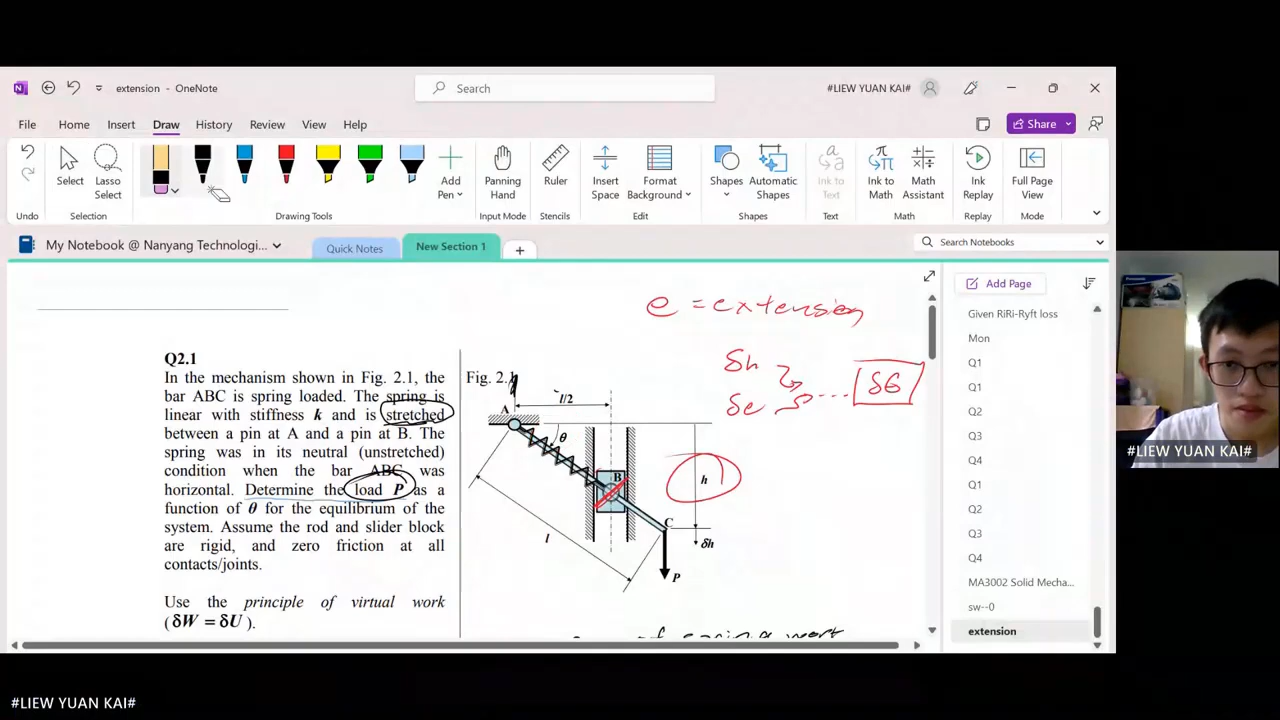 extension - OneNote
Search
#LIEW YUAN KAI#
File Home Insert Draw History Review View Help
Share
Select
Lasso Select
Add Pen
Panning Hand
Ruler
Insert Space
Format Background
Shapes
Automatic Shapes
Ink to Text
Ink to Math
Math Assistant
Ink Replay
Full Page View
Undo
Selection
Drawing Tools
Input Mode
Stencils
Edit
Shapes
Text
Math
Replay
Mode
My Notebook @ Nanyang Technologi...
Quick Notes
New Section 1
Search Notebooks
Add Page
Given RiRi-Ryft loss
Mon
Q1
Q1
Q2
Q3
Q4
Q1
Q2
Q3
Q4
MA3002 Solid Mecha...
sw--0
extension
e = extension
δh
δe
... δθ
Q2.1
In the mechanism shown in Fig. 2.1, the
bar ABC is spring loaded. The spring is
linear with stiffness k and is stretched
between a pin at A and a pin at B. The
spring was in its neutral (unstretched)
condition when the bar ABC was
horizontal. Determine the load P as a
function of θ for the equilibrium of the
system. Assume the rod and slider block
are rigid, and zero friction at all
contacts/joints.
Use the principle of virtual work
(δW = δU).
Fig. 2.1
l/2
A
θ
B
h
C
δh
l
P
of spring work
#LIEW YUAN KAI#
#LIEW YUAN KAI#